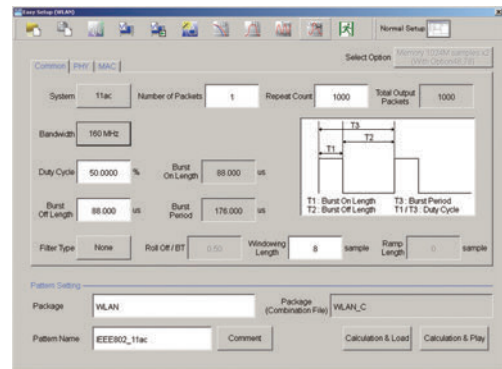 Easy Setup (WLAN)
Normal Setup
Select Option Memory 1024M samples x2
(With Option48,78)
Common PHY MAC
System 11ac Number of Packets 1 Repeat Count 1000 Total Output Packets 1000
Bandwidth 160 MHz
Duty Cycle 50.0000 % Burst On Length 88.000 us
Burst Off Length 88.000 us Burst Period 176.000 us
T3
T2
T1
T1 : Burst On Length T3 : Burst Period
T2 : Burst Off Length T1 / T3 : Duty Cycle
Filter Type None Roll Off / BT 0.50 Windowing Length 8 sample Ramp Length 0 sample
Pattern Setting
Package WLAN Package (Combination File) WLAN_C
Pattern Name IEEE802_11ac Comment Calculation & Load Calculation & Play